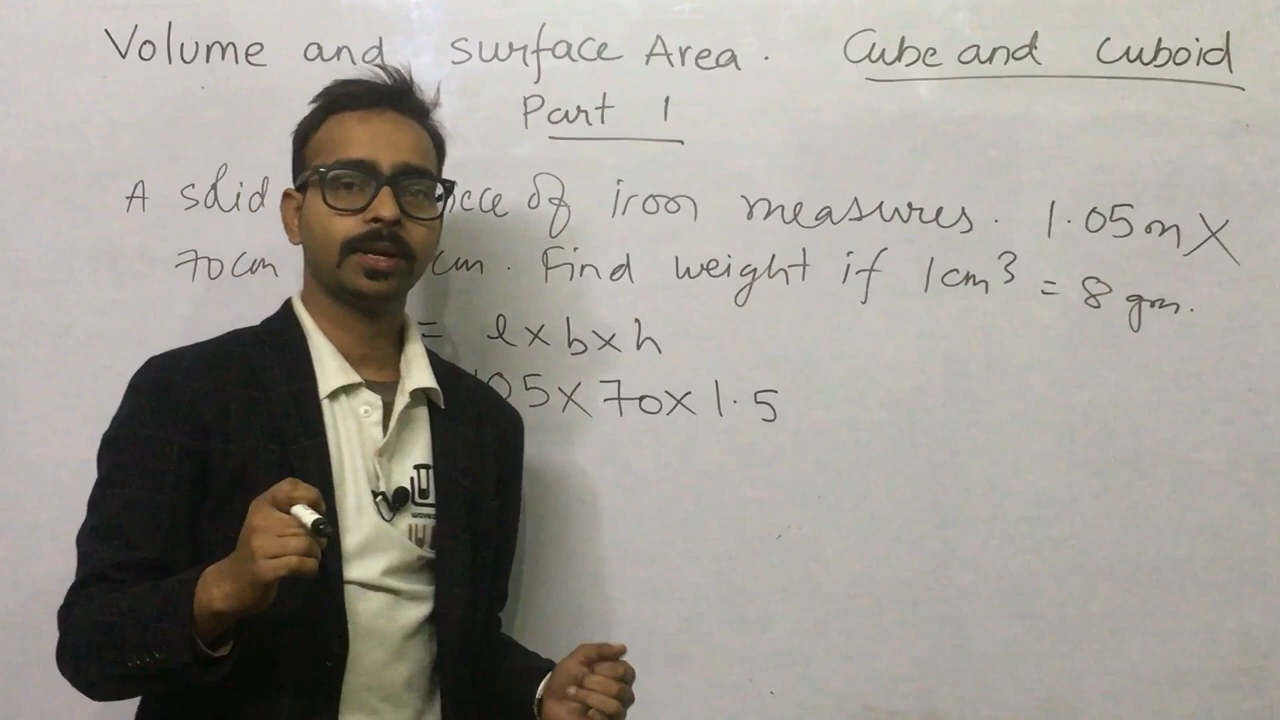 Volume and surface Area. Cube and cuboid
Part 1
A solid of iron measures. 1.05m X
70cm cm. Find weight if 1cm³ = 8 gm.
= l x b x h
05 X 70 X 1.5